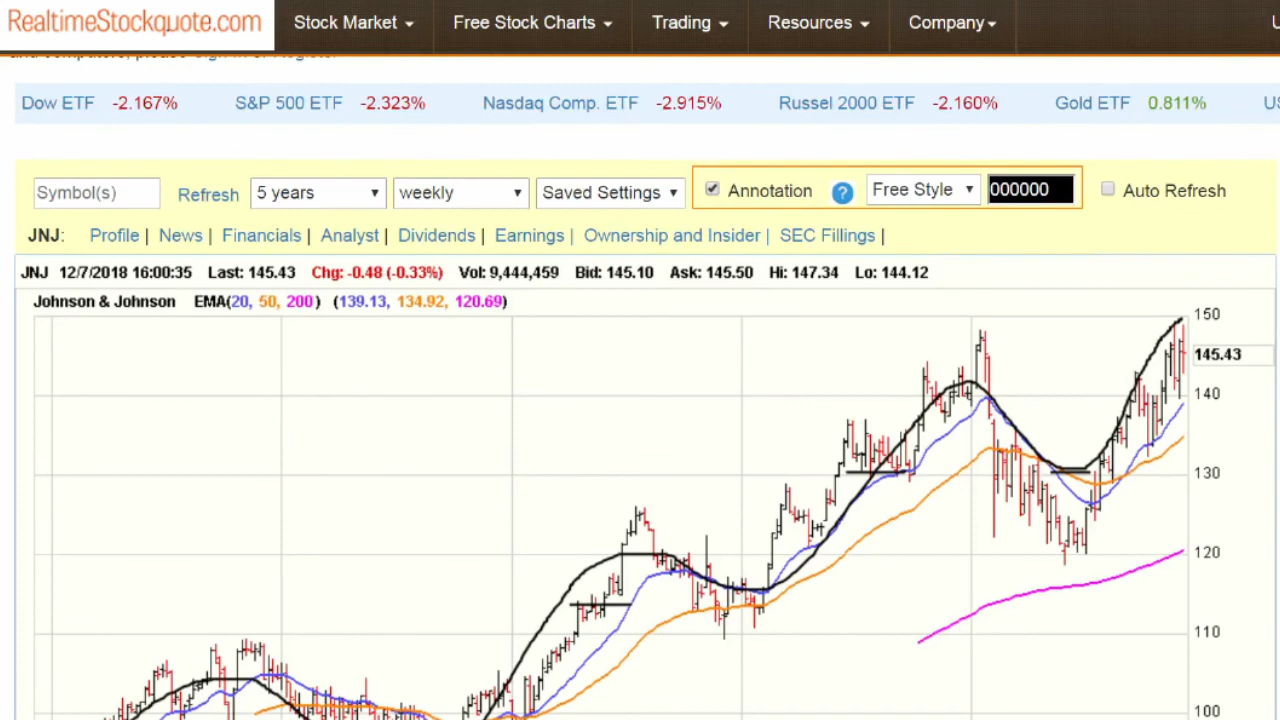 RealtimeStockquote.com Stock Market Free Stock Charts Trading Resources Company
Dow ETF -2.167% S&P 500 ETF -2.323% Nasdaq Comp. ETF -2.915% Russel 2000 ETF -2.160% Gold ETF 0.811% US
Symbol(s) Refresh 5 years weekly Saved Settings Annotation ? Free Style 000000 Auto Refresh
JNJ: Profile | News | Financials | Analyst | Dividends | Earnings | Ownership and Insider | SEC Fillings |
JNJ 12/7/2018 16:00:35 Last: 145.43 Chg: -0.48 (-0.33%) Vol: 9,444,459 Bid: 145.10 Ask: 145.50 Hi: 147.34 Lo: 144.12
Johnson & Johnson EMA(20, 50, 200) (139.13, 134.92, 120.69)
150
145.43
140
130
120
110
100